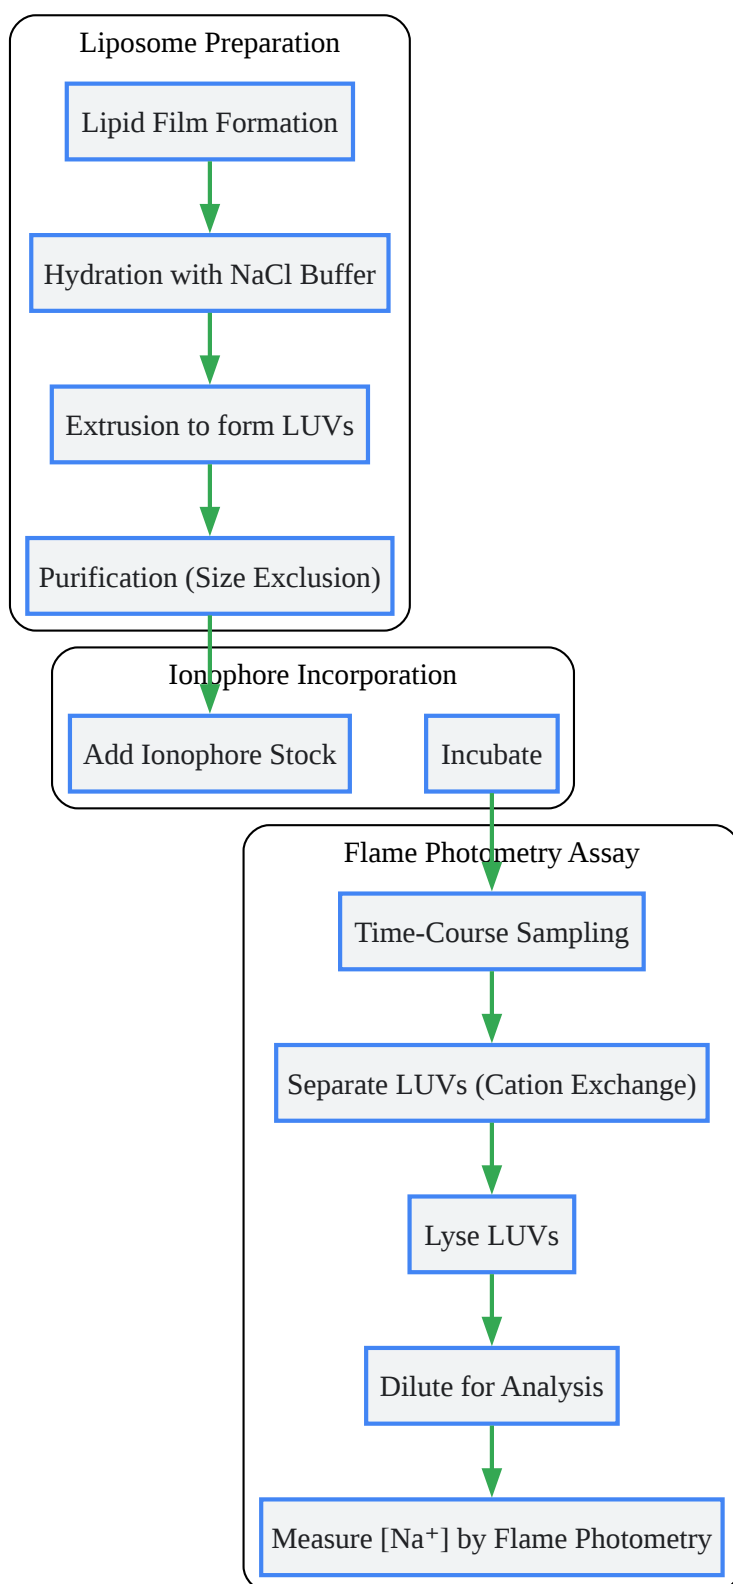 Liposome Preparation
Lipid Film Formation
Hydration with NaCl Buffer
Extrusion to form LUVs
Purification (Size Exclusion)
Ionophore Incorporation
Add Ionophore Stock
Incubate
Flame Photometry Assay
Time-Course Sampling
Separate LUVs (Cation Exchange)
Lyse LUVs
Dilute for Analysis
Measure [Na⁺] by Flame Photometry